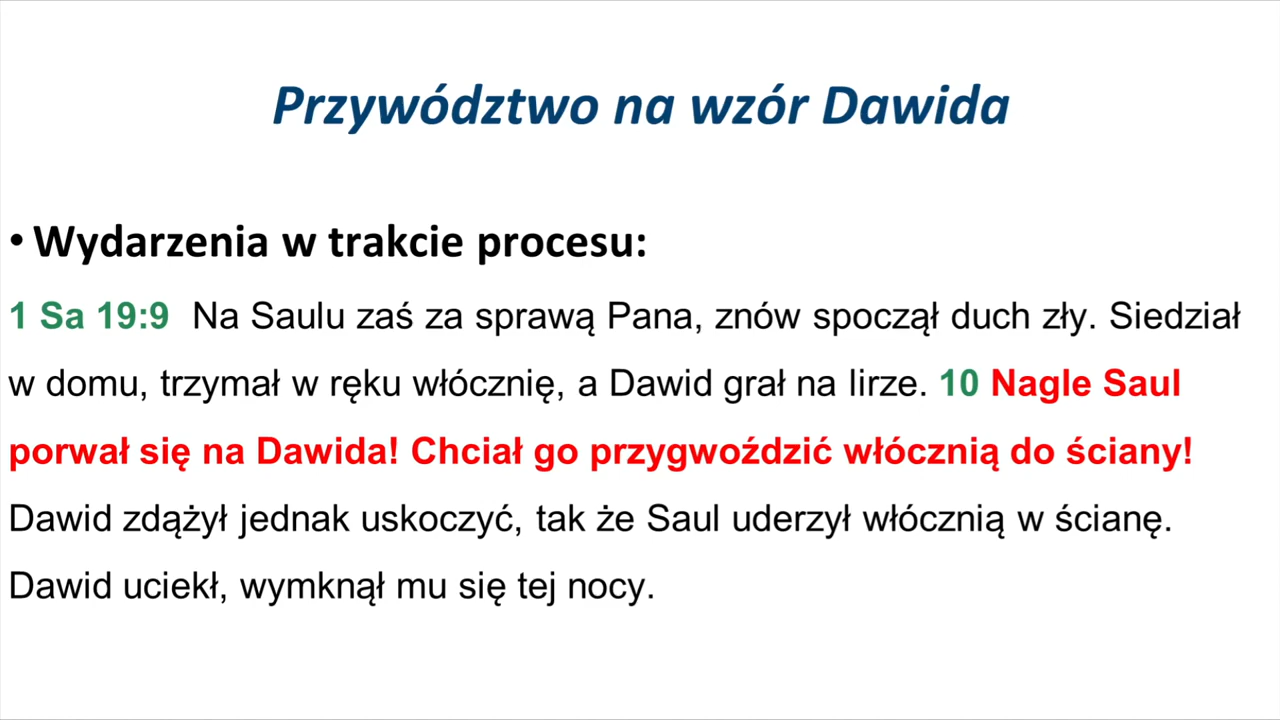 Przywództwo na wzór Dawida
• Wydarzenia w trakcie procesu:
1 Sa 19:9 Na Saulu zaś za sprawą Pana, znów spoczął duch zły. Siedział
w domu, trzymał w ręku włócznię, a Dawid grał na lirze. 10 Nagle Saul
porwał się na Dawida! Chciał go przygwoździć włócznią do ściany!
Dawid zdążył jednak uskoczyć, tak że Saul uderzył włócznią w ścianę.
Dawid uciekł, wymknął mu się tej nocy.